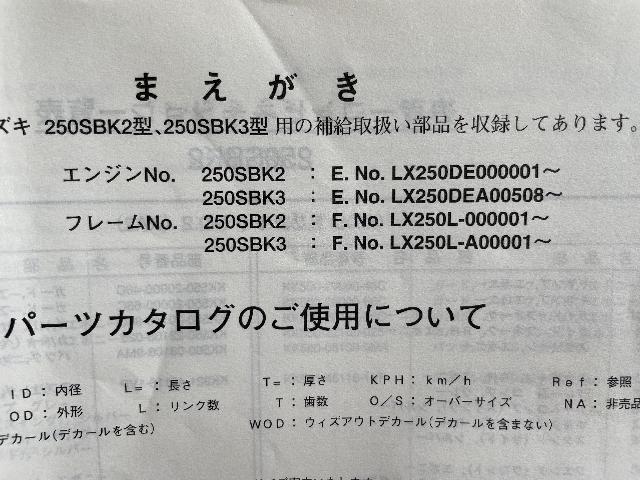 まえがき
ズキ 250SBK2型、250SBK3型 用の補給取扱い部品を収録してあります。
エンジンNo. 250SBK2 : E. No. LX250DE000001～
250SBK3 : E. No. LX250DEA00508～
フレームNo. 250SBK2 : F. No. LX250L-000001～
250SBK3 : F. No. LX250L-A00001～
パーツカタログのご使用について
ID：内径 L=：長さ T=：厚さ KPH：km/h Ref：参照
OD：外形 L：リンク数 T：歯数 O/S：オーバーサイズ NA：非売品
デカール(デカールを含む) WOD：ウィズアウトデカール(デカールを含まない)